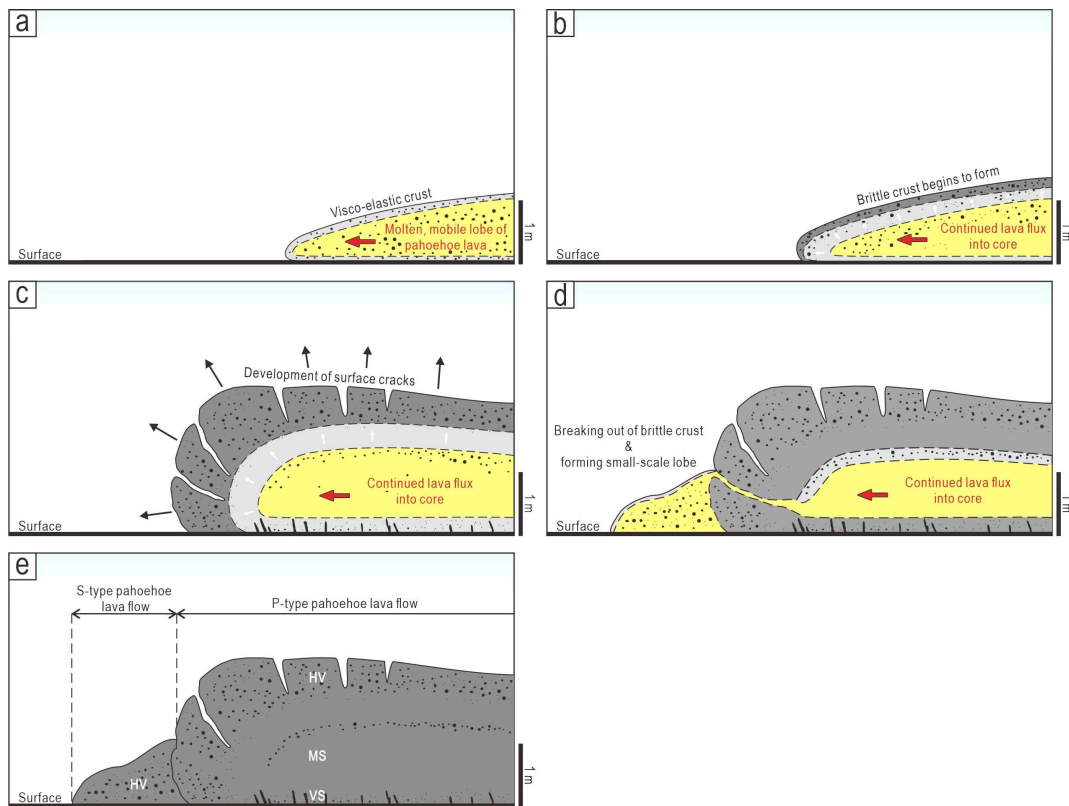 a
Visco-elastic crust
Molten, mobile lobe of
pahoehoe lava
Surface
1 m
b
Brittle crust begins to form
Continued lava flux
into core
Surface
1 m
c
Development of surface cracks
Continued lava flux
into core
Surface
1 m
d
Breaking out of brittle crust
&
forming small-scale lobe
Continued lava flux
into core
Surface
1 m
e
S-type pahoehoe
lava flow
P-type pahoehoe lava flow
HV
MS
HV
VS
Surface
1 m